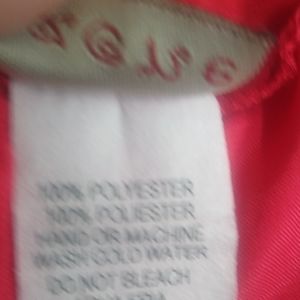 100% POLYESTER
100% POLIESTER
HAND OR MACHINE
WASH COLD WATER
DO NOT BLEACH